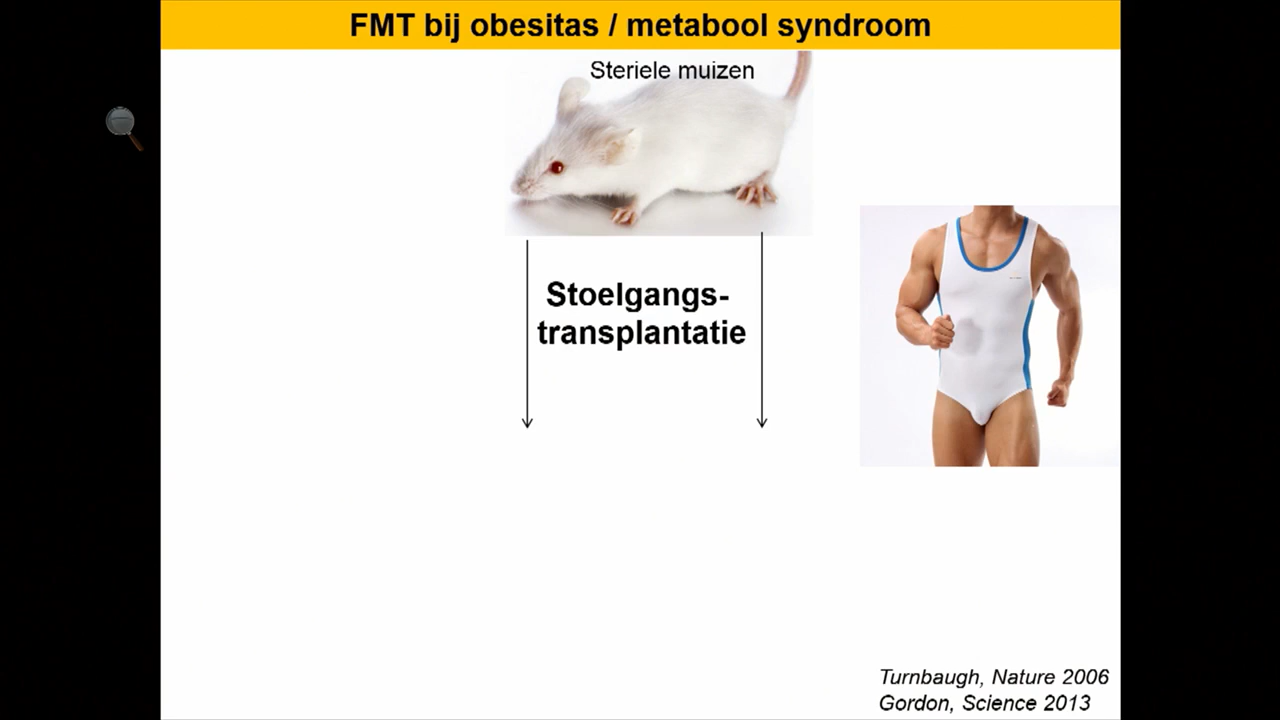 FMT bij obesitas / metabool syndroom
Steriele muizen
Stoelgangs-
transplantatie
Turnbaugh, Nature 2006
Gordon, Science 2013